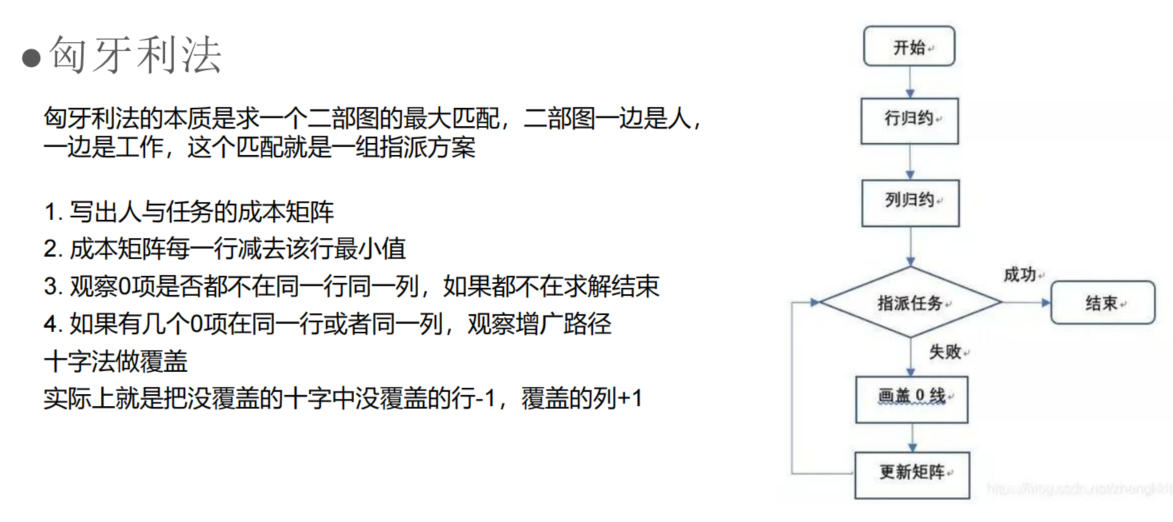 ●匈牙利法
匈牙利法的本质是求一个二部图的最大匹配，二部图一边是人，
一边是工作，这个匹配就是一组指派方案
1. 写出人与任务的成本矩阵
2. 成本矩阵每一行减去该行最小值
3. 观察0项是否都不在同一行同一列，如果都不在求解结束
4. 如果有几个0项在同一行或者同一列，观察增广路径
十字法做覆盖
实际上就是把没覆盖的十字中没覆盖的行-1，覆盖的列+1
开始
行归约
列归约
指派任务
成功
结束
失败
画盖 0 线
更新矩阵